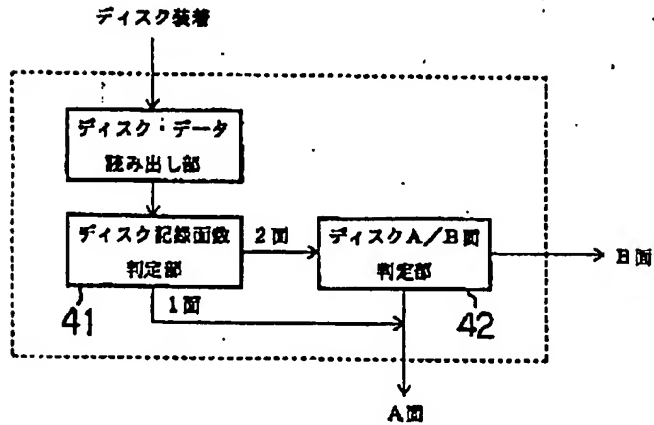 ディスク装着
ディスク・データ
読み出し部
ディスク記録面数
判定部
2面
ディスクA/B面
判定部
B面
41
1面
42
A面